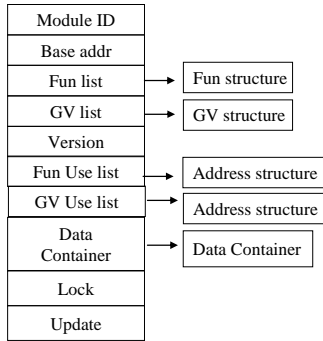 Module ID
Base addr
Fun list
Fun structure
GV list
GV structure
Version
Fun Use list
Address structure
GV Use list
Address structure
Data
Container
Data Container
Lock
Update